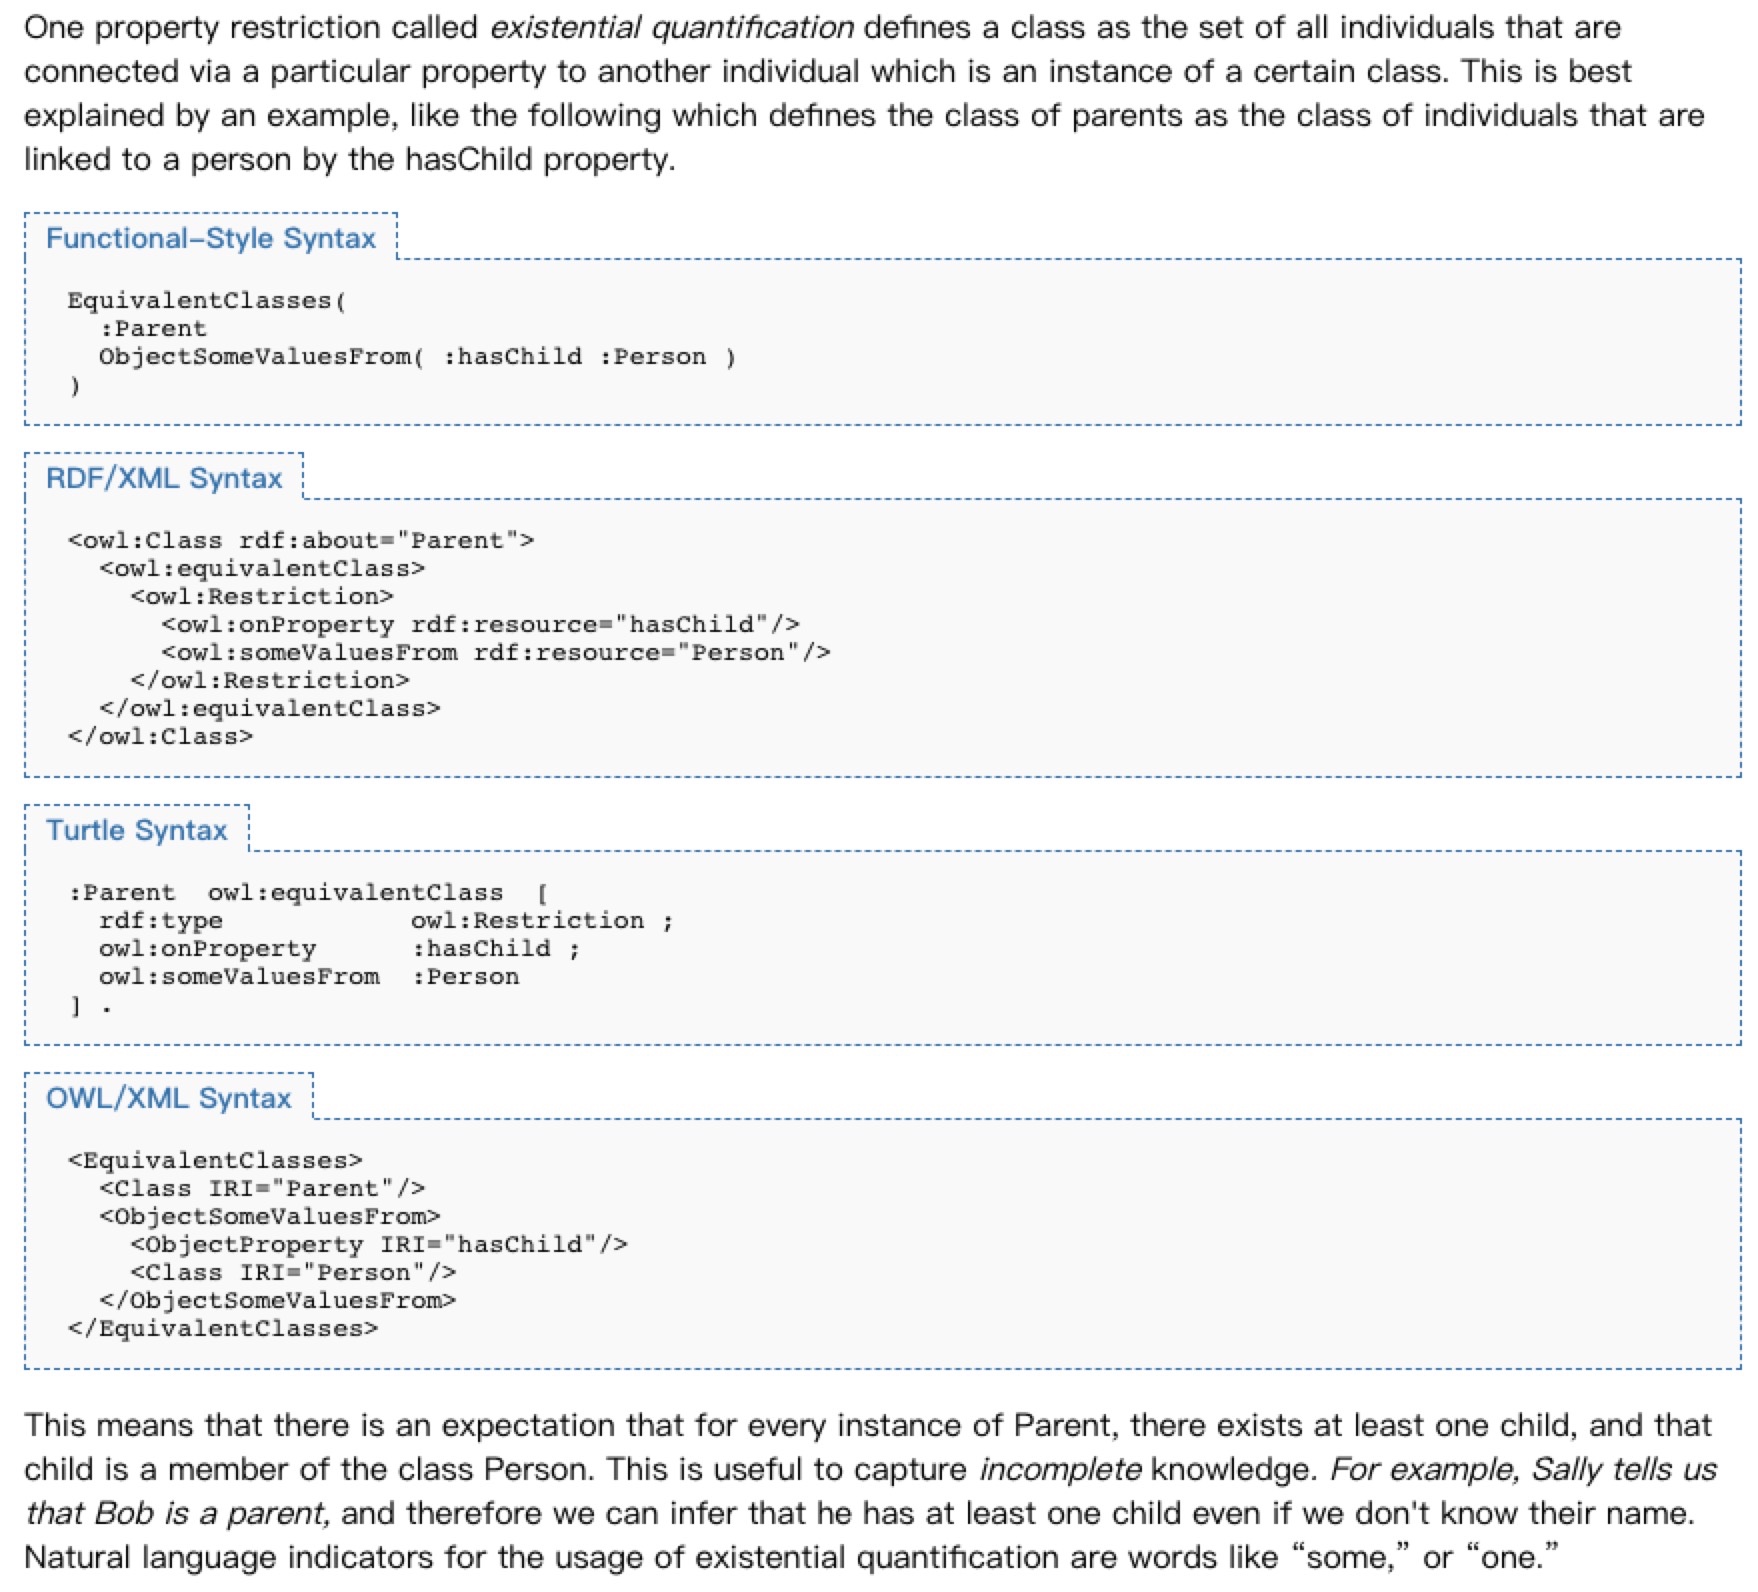 One property restriction called existential quantification defines a class as the set of all individuals that are
connected via a particular property to another individual which is an instance of a certain class. This is best
explained by an example, like the following which defines the class of parents as the class of individuals that are
linked to a person by the hasChild property.
Functional-Style Syntax
EquivalentClasses(
  :Parent
  ObjectSomeValuesFrom( :hasChild :Person )
)
RDF/XML Syntax
<owl:Class rdf:about="Parent">
  <owl:equivalentClass>
    <owl:Restriction>
      <owl:onProperty rdf:resource="hasChild"/>
      <owl:someValuesFrom rdf:resource="Person"/>
    </owl:Restriction>
  </owl:equivalentClass>
</owl:Class>
Turtle Syntax
:Parent  owl:equivalentClass  [
  rdf:type            owl:Restriction ;
  owl:onProperty      :hasChild ;
  owl:someValuesFrom  :Person
] .
OWL/XML Syntax
<EquivalentClasses>
  <Class IRI="Parent"/>
  <ObjectSomeValuesFrom>
    <ObjectProperty IRI="hasChild"/>
    <Class IRI="Person"/>
  </ObjectSomeValuesFrom>
</EquivalentClasses>
This means that there is an expectation that for every instance of Parent, there exists at least one child, and that
child is a member of the class Person. This is useful to capture incomplete knowledge. For example, Sally tells us
that Bob is a parent, and therefore we can infer that he has at least one child even if we don't know their name.
Natural language indicators for the usage of existential quantification are words like “some,” or “one.”